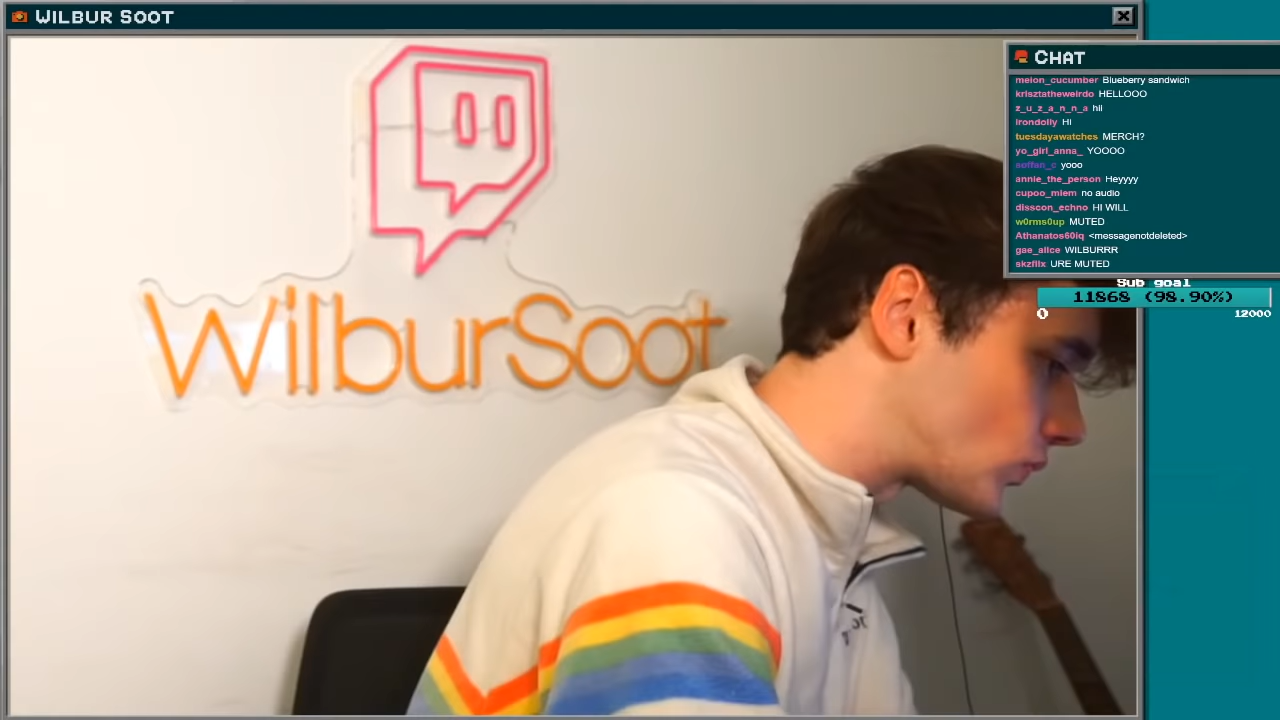 WILBUR SOOT
CHAT
melon_cucumber Blueberry sandwich
krisztatheweirdo HELLOOO
z_u_z_a_n_n_a hii
irondolly Hi
tuesdayawatches MERCH?
yo_girl_anna_ YOOOO
yooo
annie_the_person Heyyyy
cupoo_miem no audio
disscon_echno HI WILL
w0rms0up MUTED
Athanatos60iq <messagenotdeleted>
gae_alice WILBURRR
skzflix URE MUTED
Sub goal
11868 (98.90%)
0 12000
WilburSoot